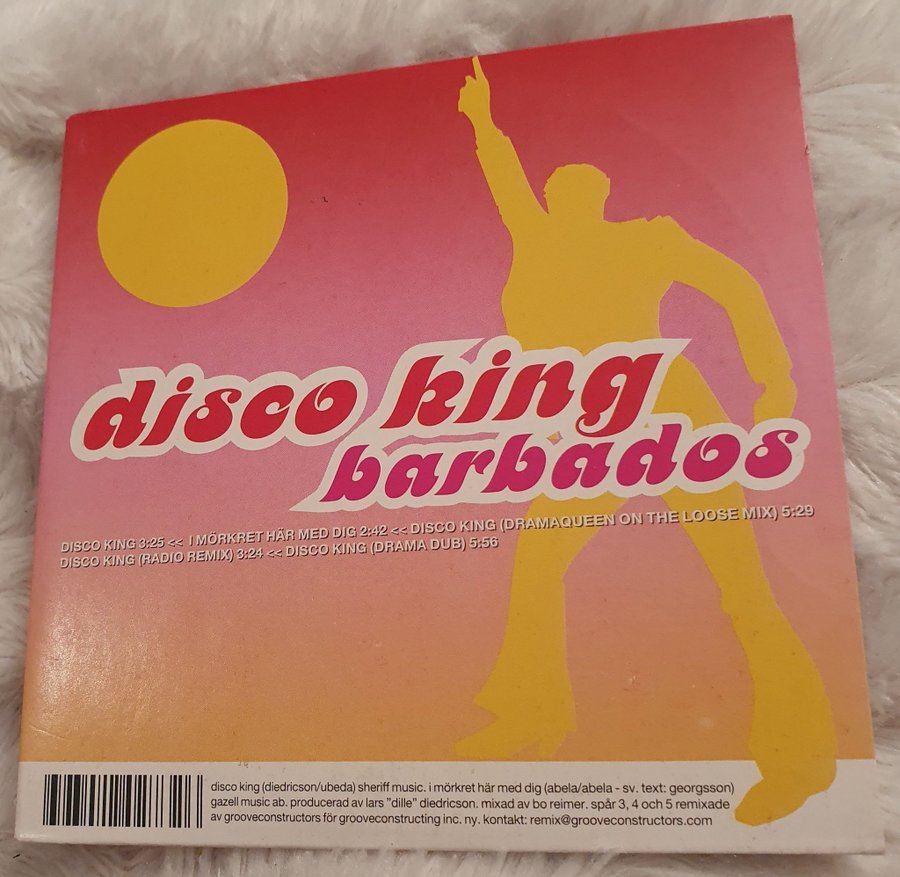 disco king
barbados
DISCO KING 3:25 << I MÖRKRET HÄR MED DIG 2:42 << DISCO KING (DRAMAQUEEN ON THE LOOSE MIX) 5:29
DISCO KING (RADIO REMIX) 3:24 << DISCO KING (DRAMA DUB) 5:56
disco king (diedricson/ubeda) sheriff music. i mörkret här med dig (abela/abela - sv. text: georgsson)
gazell music ab. producerad av lars "dille" diedricson. mixad av bo reimer. spår 3, 4 och 5 remixade
av grooveconstructors för grooveconstructing inc. ny. kontakt: remix@grooveconstructors.com